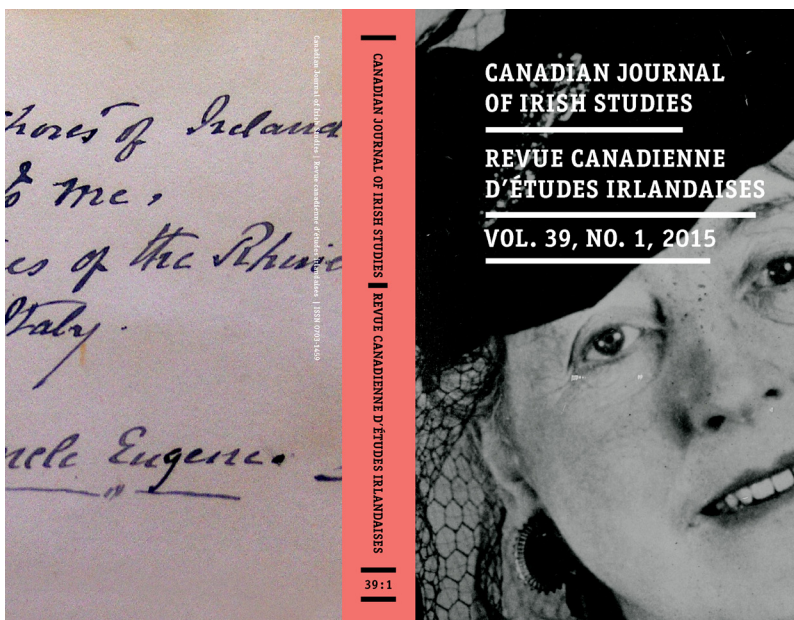 hores of Ireland
to me,
es of the Rhine
Italy.
ncle Eugene.
Canadian Journal of Irish Studies | Revue canadienne d'études irlandaises | ISSN 0703-1459
CANADIAN JOURNAL OF IRISH STUDIES
REVUE CANADIENNE D'ÉTUDES IRLANDAISES
39:1
CANADIAN JOURNAL
OF IRISH STUDIES
REVUE CANADIENNE
D'ÉTUDES IRLANDAISES
VOL. 39, NO. 1, 2015